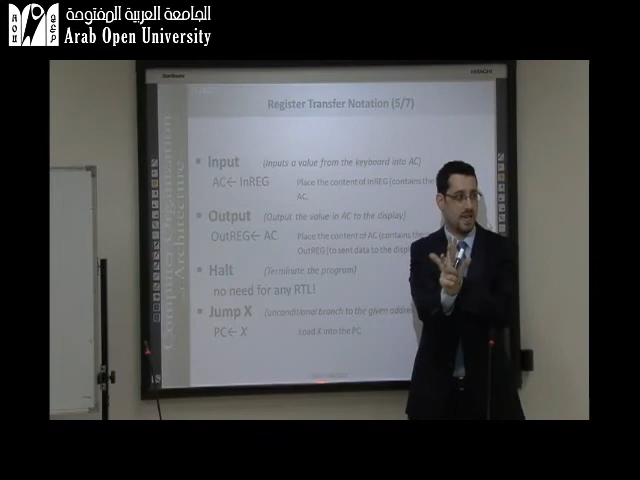 الجامعة العربية المفتوحة
Arab Open University
HITACHI
Register Transfer Notation (5/7)
Computer Organization
Architecture
Input (Inputs a value from the keyboard into AC)
AC← InREG Place the content of InREG (contains the
AC.
Output (Output the value in AC to the display)
OutREG← AC Place the content of AC (contains the
OutREG (to sent data to the
Halt (Terminate the program)
no need for any RTL!
Jump X (unconditional branch to the given
PC← X Load X into the PC